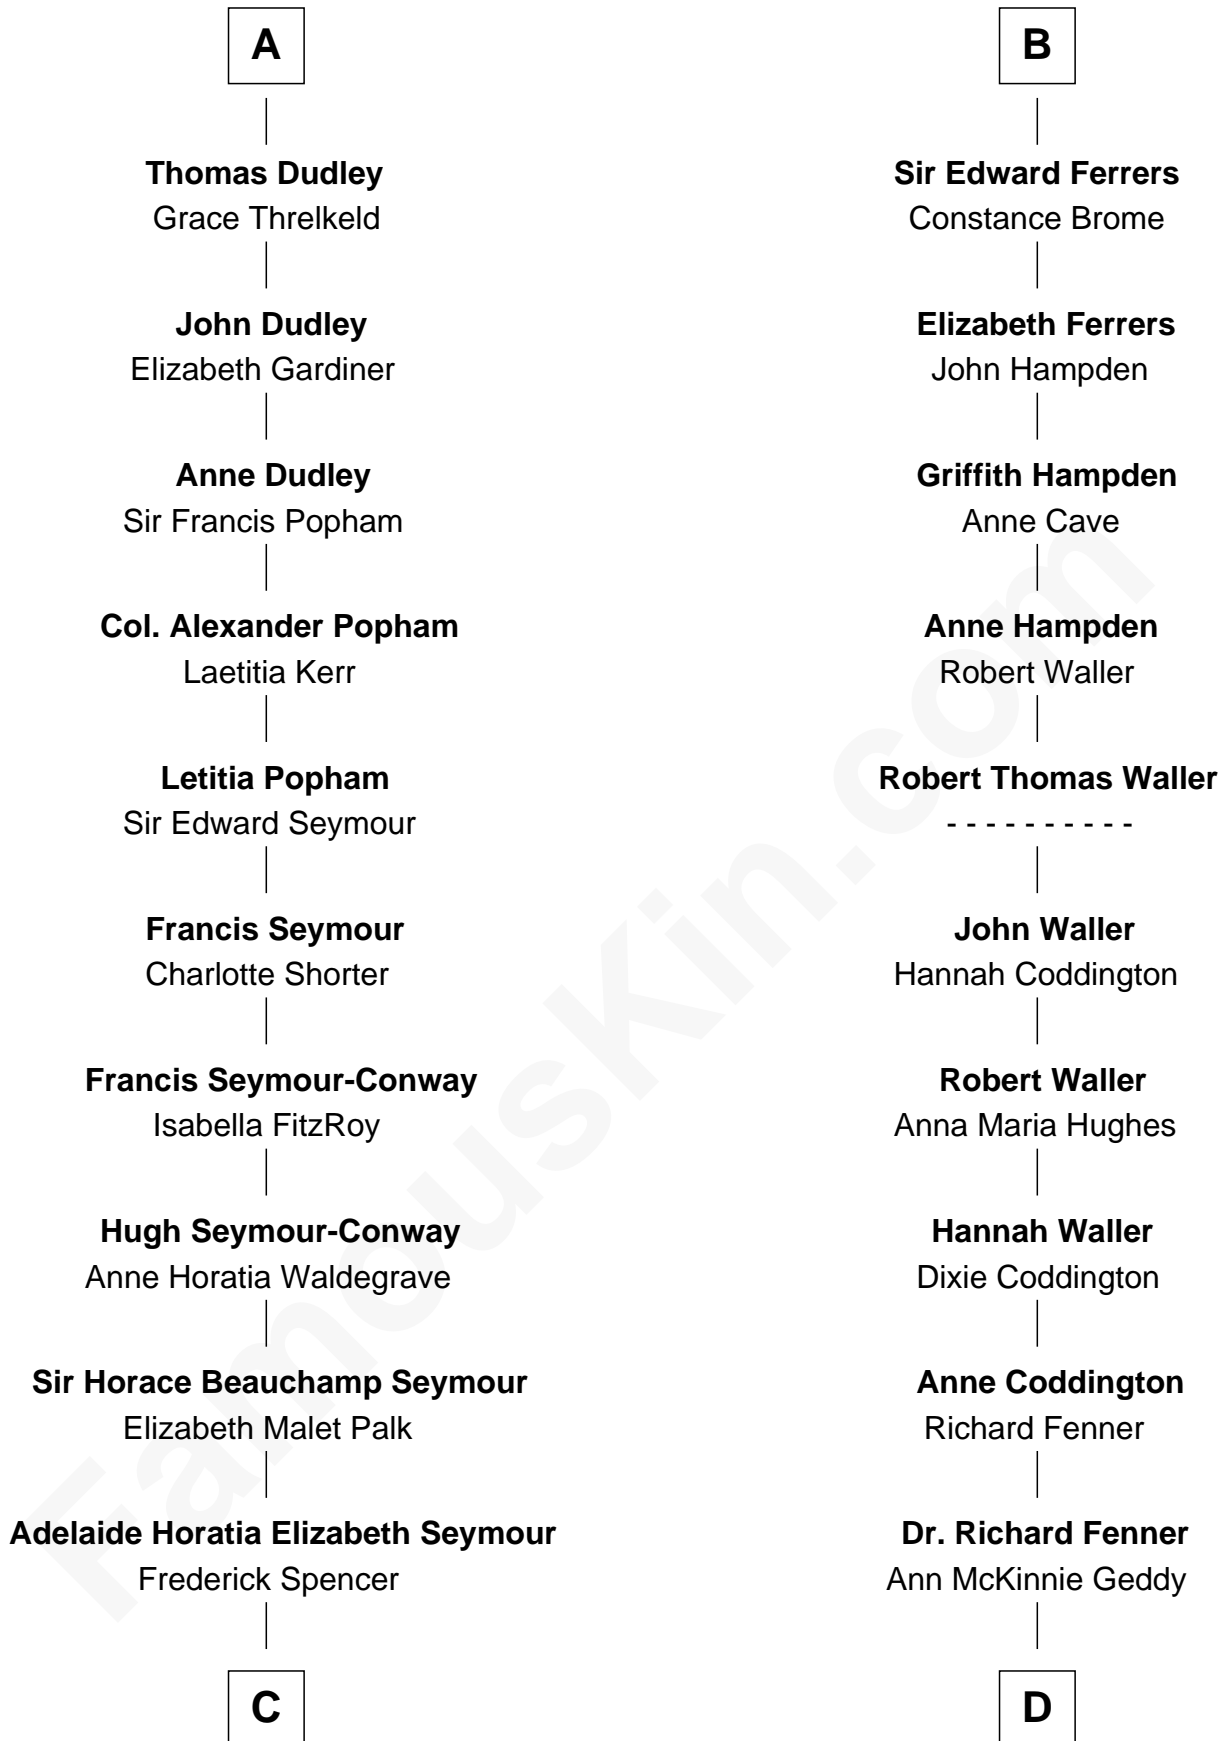 A
Thomas Dudley
Grace Threlkeld
John Dudley
Elizabeth Gardiner
Anne Dudley
Sir Francis Popham
Col. Alexander Popham
Laetitia Kerr
Letitia Popham
Sir Edward Seymour
Francis Seymour
Charlotte Shorter
Francis Seymour-Conway
Isabella FitzRoy
Hugh Seymour-Conway
Anne Horatia Waldegrave
Sir Horace Beauchamp Seymour
Elizabeth Malet Palk
Adelaide Horatia Elizabeth Seymour
Frederick Spencer
C
B
Sir Edward Ferrers
Constance Brome
Elizabeth Ferrers
John Hampden
Griffith Hampden
Anne Cave
Anne Hampden
Robert Waller
Robert Thomas Waller
- - - - - - - - - -
John Waller
Hannah Coddington
Robert Waller
Anna Maria Hughes
Hannah Waller
Dixie Coddington
Anne Coddington
Richard Fenner
Dr. Richard Fenner
Ann McKinnie Geddy
D
FamousKin.com